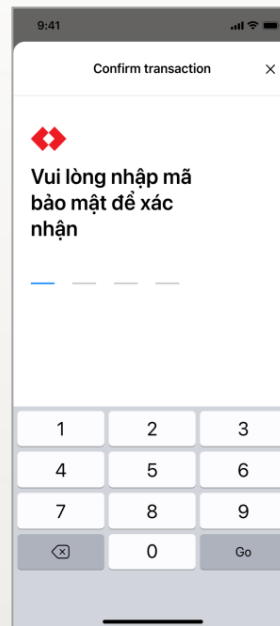 9:41
Confirm transaction
Vui lòng nhập mã
bảo mật để xác
nhận
1 2 3
4 5 6
7 8 9
0 Go